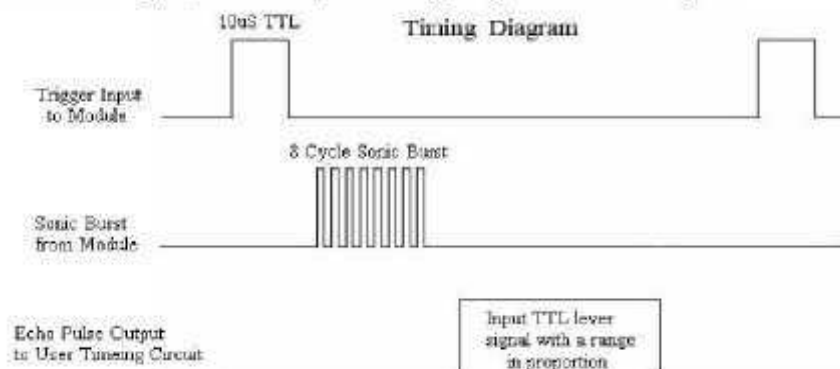 10uS TTL
Timing Diagram
Trigger Input
to Module
8 Cycle Sonic Burst
Sonic Burst
from Module
Echo Pulse Output
to User Timeing Circuit
Input TTL lever
signal with a range
in proportion